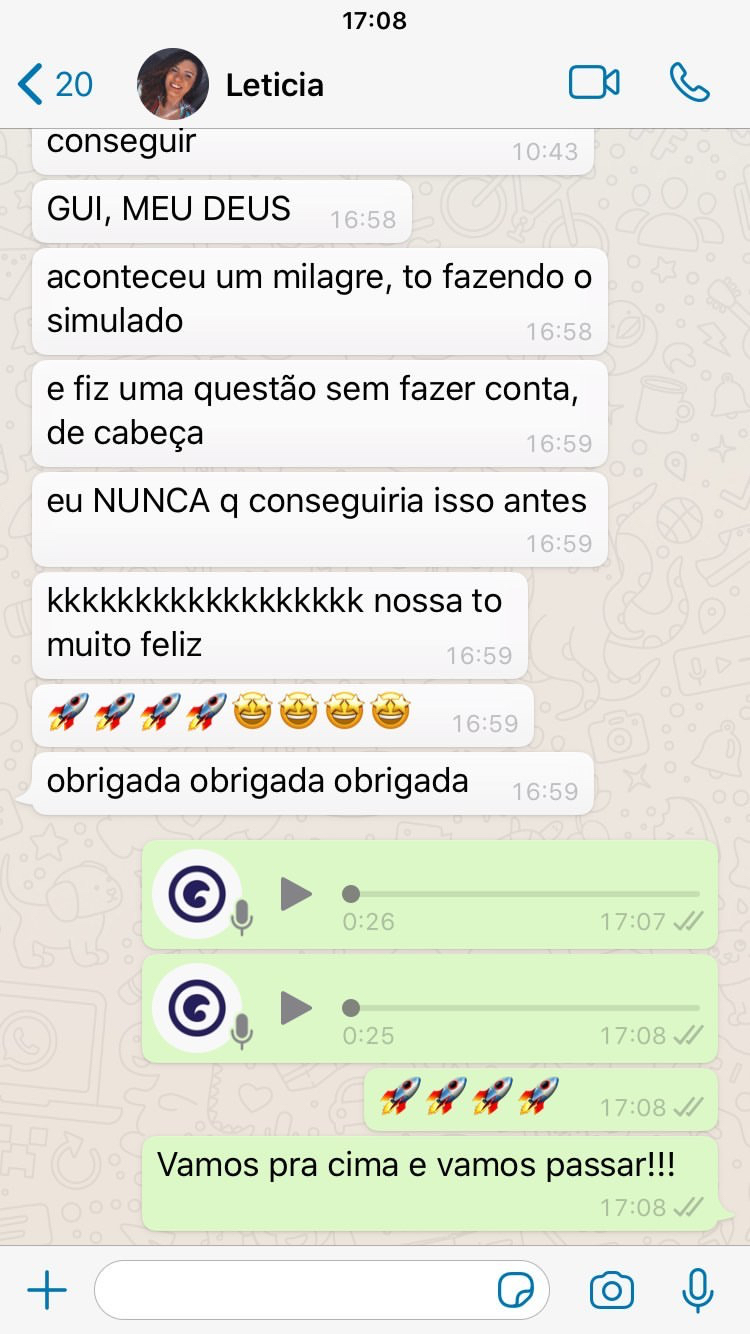 17:08
20
Leticia
conseguir
10:43
GUI, MEU DEUS
16:58
aconteceu um milagre, to fazendo o
simulado
16:58
e fiz uma questão sem fazer conta,
de cabeça
16:59
eu NUNCA q conseguiria isso antes
16:59
kkkkkkkkkkkkkkkkkk nossa to
muito feliz
16:59
🚀🚀🚀🚀🤩🤩🤩🤩
16:59
obrigada obrigada obrigada
16:59
0:26
17:07
0:25
17:08
🚀🚀🚀🚀
17:08
Vamos pra cima e vamos passar!!!
17:08